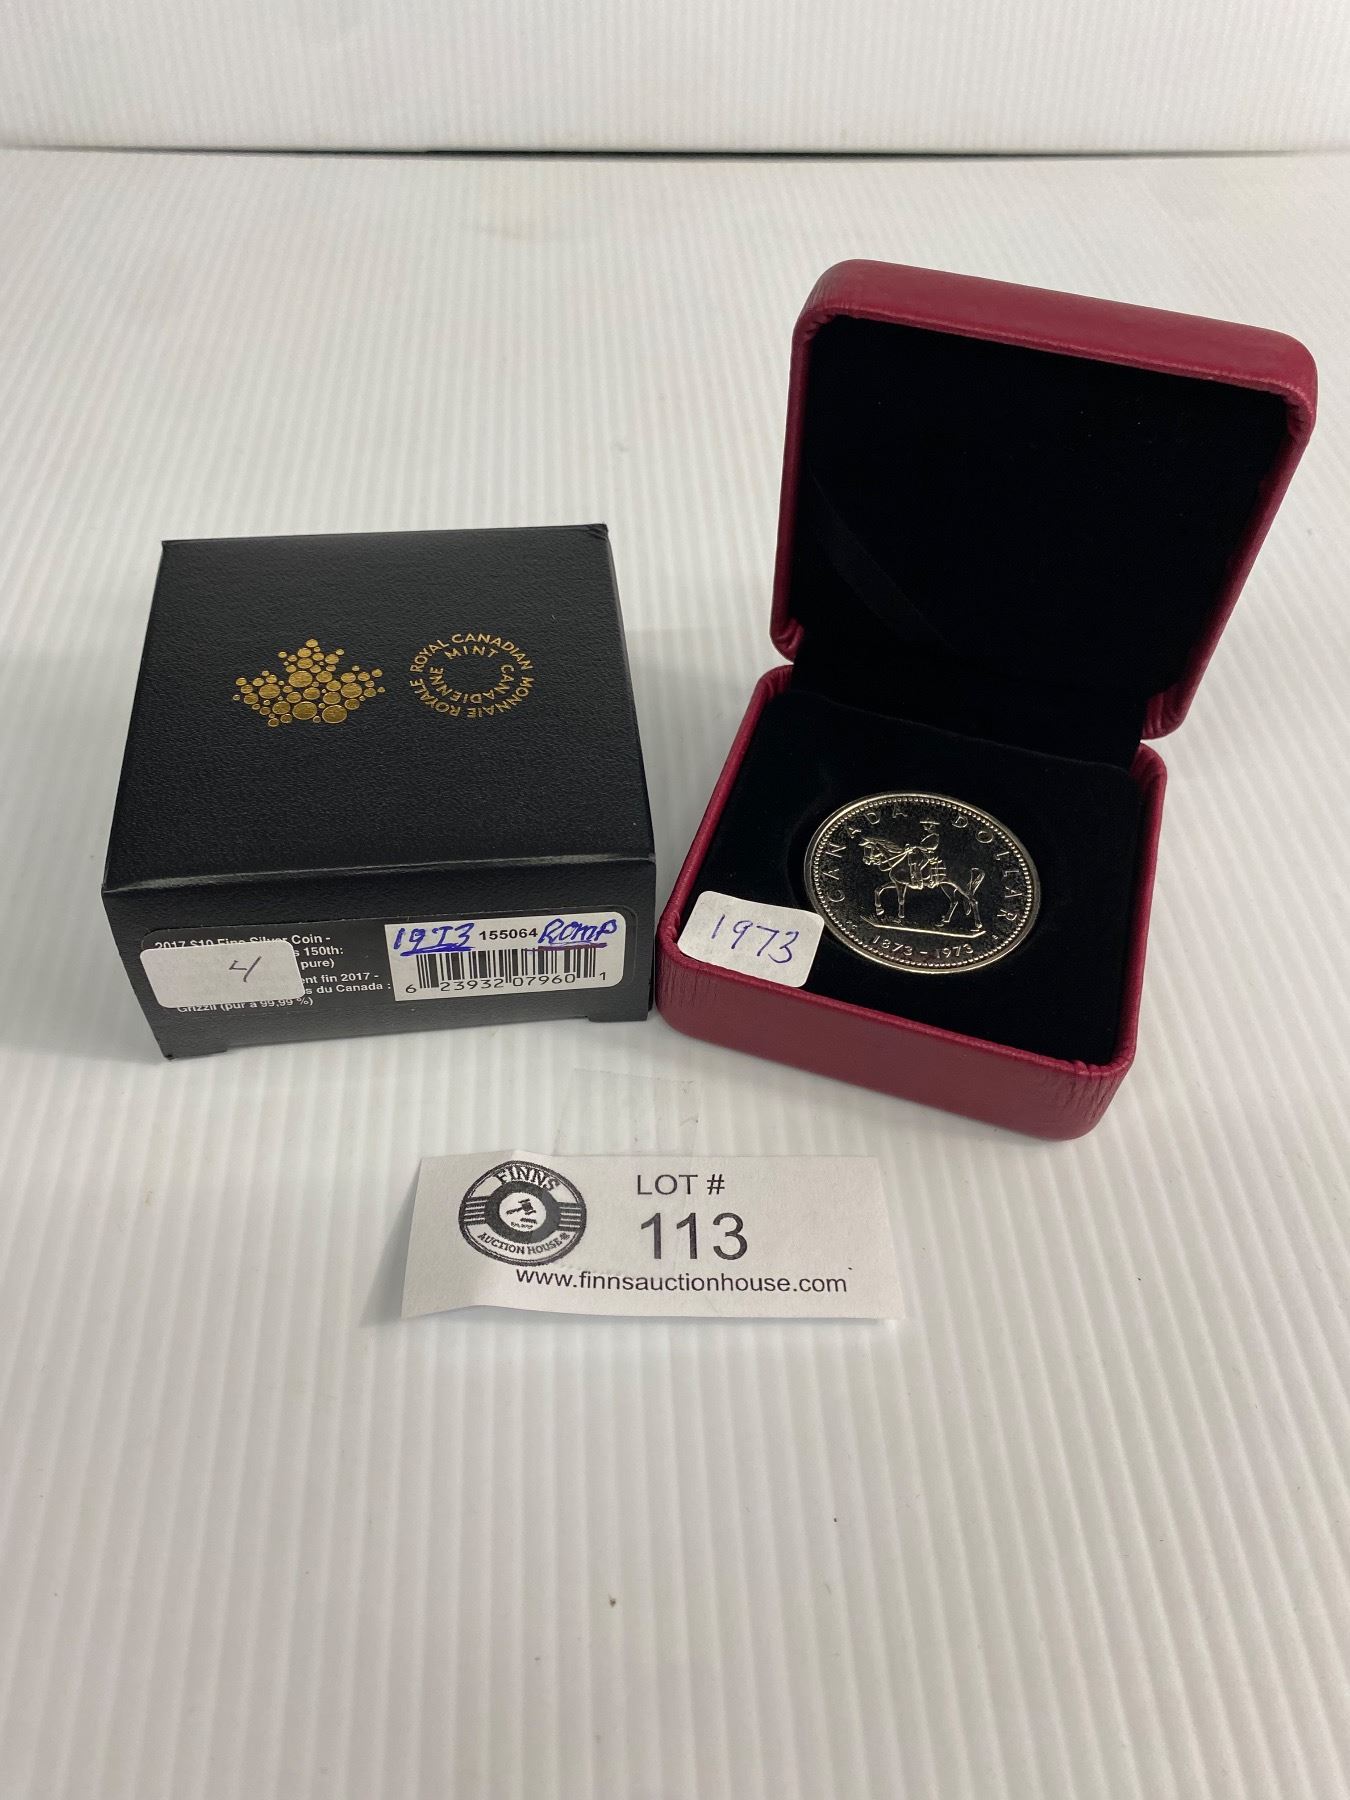 ROYAL CANADIAN MINT
MONNAIE ROYALE CANADIENNE
2017 $10 Fine Silver Coin -
s 150th:
pure)
ent fin 2017 -
s du Canada :
Grizzli (pur à 99,99 %)
4
1973 155064 RCMP
6 23932 07960 1
1973
CANADA DOLLAR
1873 - 1973
FINNS
AUCTION HOUSE
LOT #
113
www.finnsauctionhouse.com